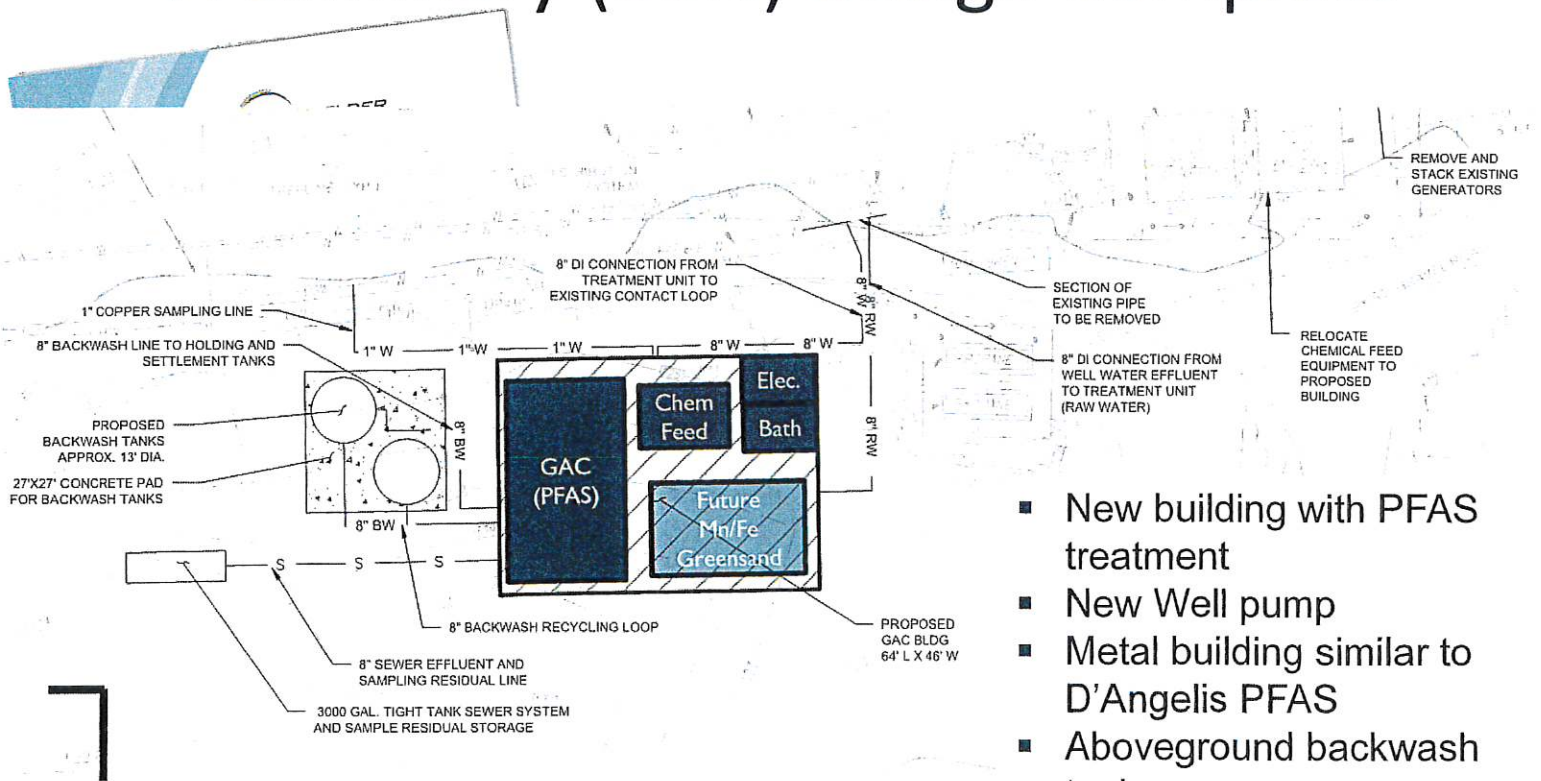 REMOVE AND
STACK EXISTING
GENERATORS
8" DI CONNECTION FROM
TREATMENT UNIT TO
EXISTING CONTACT LOOP
SECTION OF
EXISTING PIPE
TO BE REMOVED
1" COPPER SAMPLING LINE
8" W
8" RW
RELOCATE
CHEMICAL FEED
EQUIPMENT TO
PROPOSED
BUILDING
8" BACKWASH LINE TO HOLDING AND
SETTLEMENT TANKS
1" W
1" W
1" W
8" W
8" W
8" DI CONNECTION FROM
WELL WATER EFFLUENT
TO TREATMENT UNIT
(RAW WATER)
PROPOSED
BACKWASH TANKS
APPROX. 13' DIA.
27'X27' CONCRETE PAD
FOR BACKWASH TANKS
8" BW
GAC
(PFAS)
Chem
Feed
Elec.
Bath
8" RW
Future
Mn/Fe
Greensand
8" BW
S
S
S
8" BACKWASH RECYCLING LOOP
PROPOSED
GAC BLDG
64' L X 46' W
8" SEWER EFFLUENT AND
SAMPLING RESIDUAL LINE
3000 GAL. TIGHT TANK SEWER SYSTEM
AND SAMPLE RESIDUAL STORAGE
▪ New building with PFAS
treatment
▪ New Well pump
▪ Metal building similar to
D'Angelis PFAS
▪ Aboveground backwash